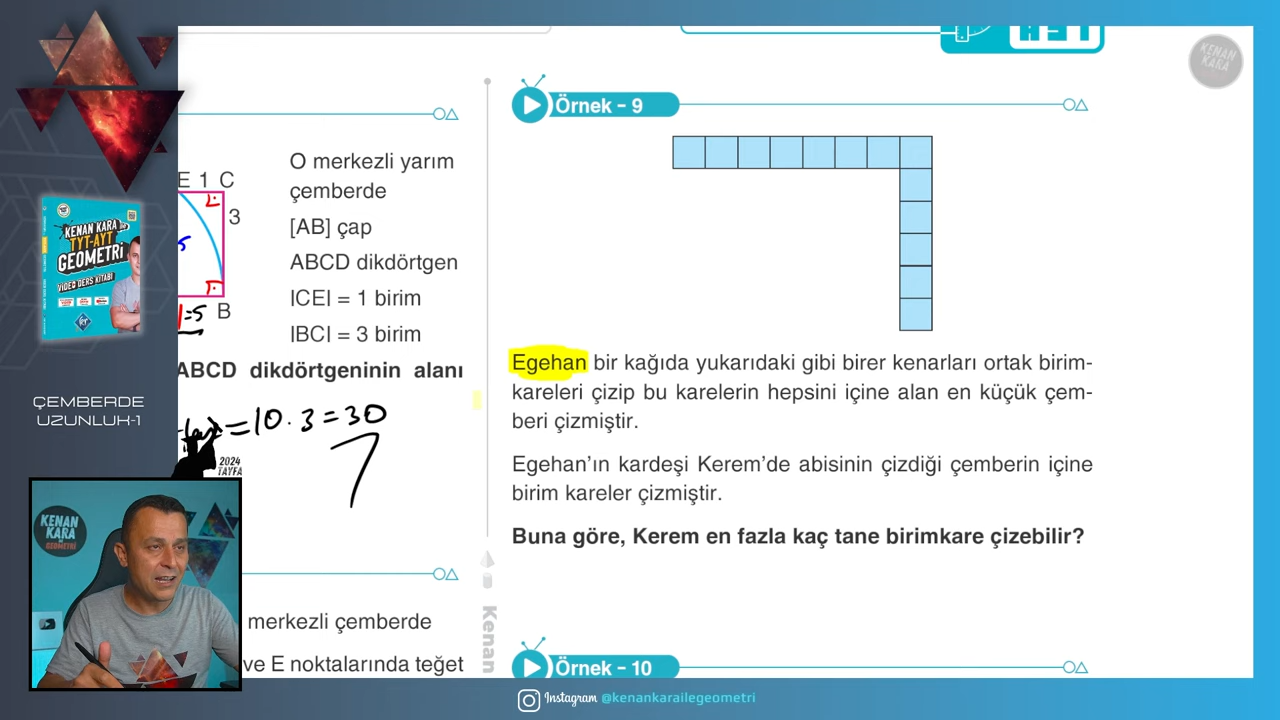 KENAN
KARA
Örnek - 9
E 1 C
3
5
=5
B
O merkezli yarım
çemberde
[AB] çap
ABCD dikdörtgen
|CE| = 1 birim
|BC| = 3 birim
ABCD dikdörtgeninin alanı
=10.3=30
2024
TAYFA
merkezli çemberde
ve E noktalarında teğet
Kenan
Egehan bir kağıda yukarıdaki gibi birer kenarları ortak birim-
kareleri çizip bu karelerin hepsini içine alan en küçük çem-
beri çizmiştir.
Egehan’ın kardeşi Kerem’de abisinin çizdiği çemberin içine
birim kareler çizmiştir.
Buna göre, Kerem en fazla kaç tane birimkare çizebilir?
Örnek - 10
KENAN KARA
TYT-AYT
GEOMETRİ
VİDEO DERS KİTABI
ÇEMBERDE
UZUNLUK-1
KENAN
KARA
GEOMETRİ
Instagram @kenankarailegeometri